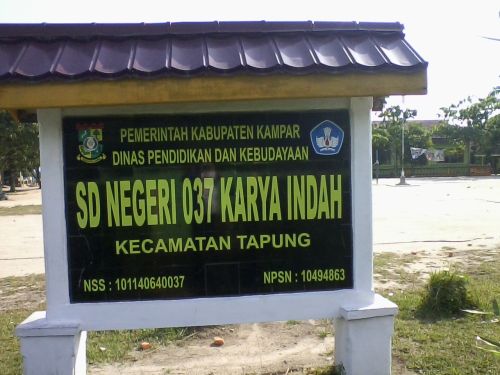 PEMERINTAH KABUPATEN KAMPAR
DINAS PENDIDIKAN DAN KEBUDAYAAN
SD NEGERI 037 KARYA INDAH
KECAMATAN TAPUNG
NSS : 101140640037 NPSN : 10494863